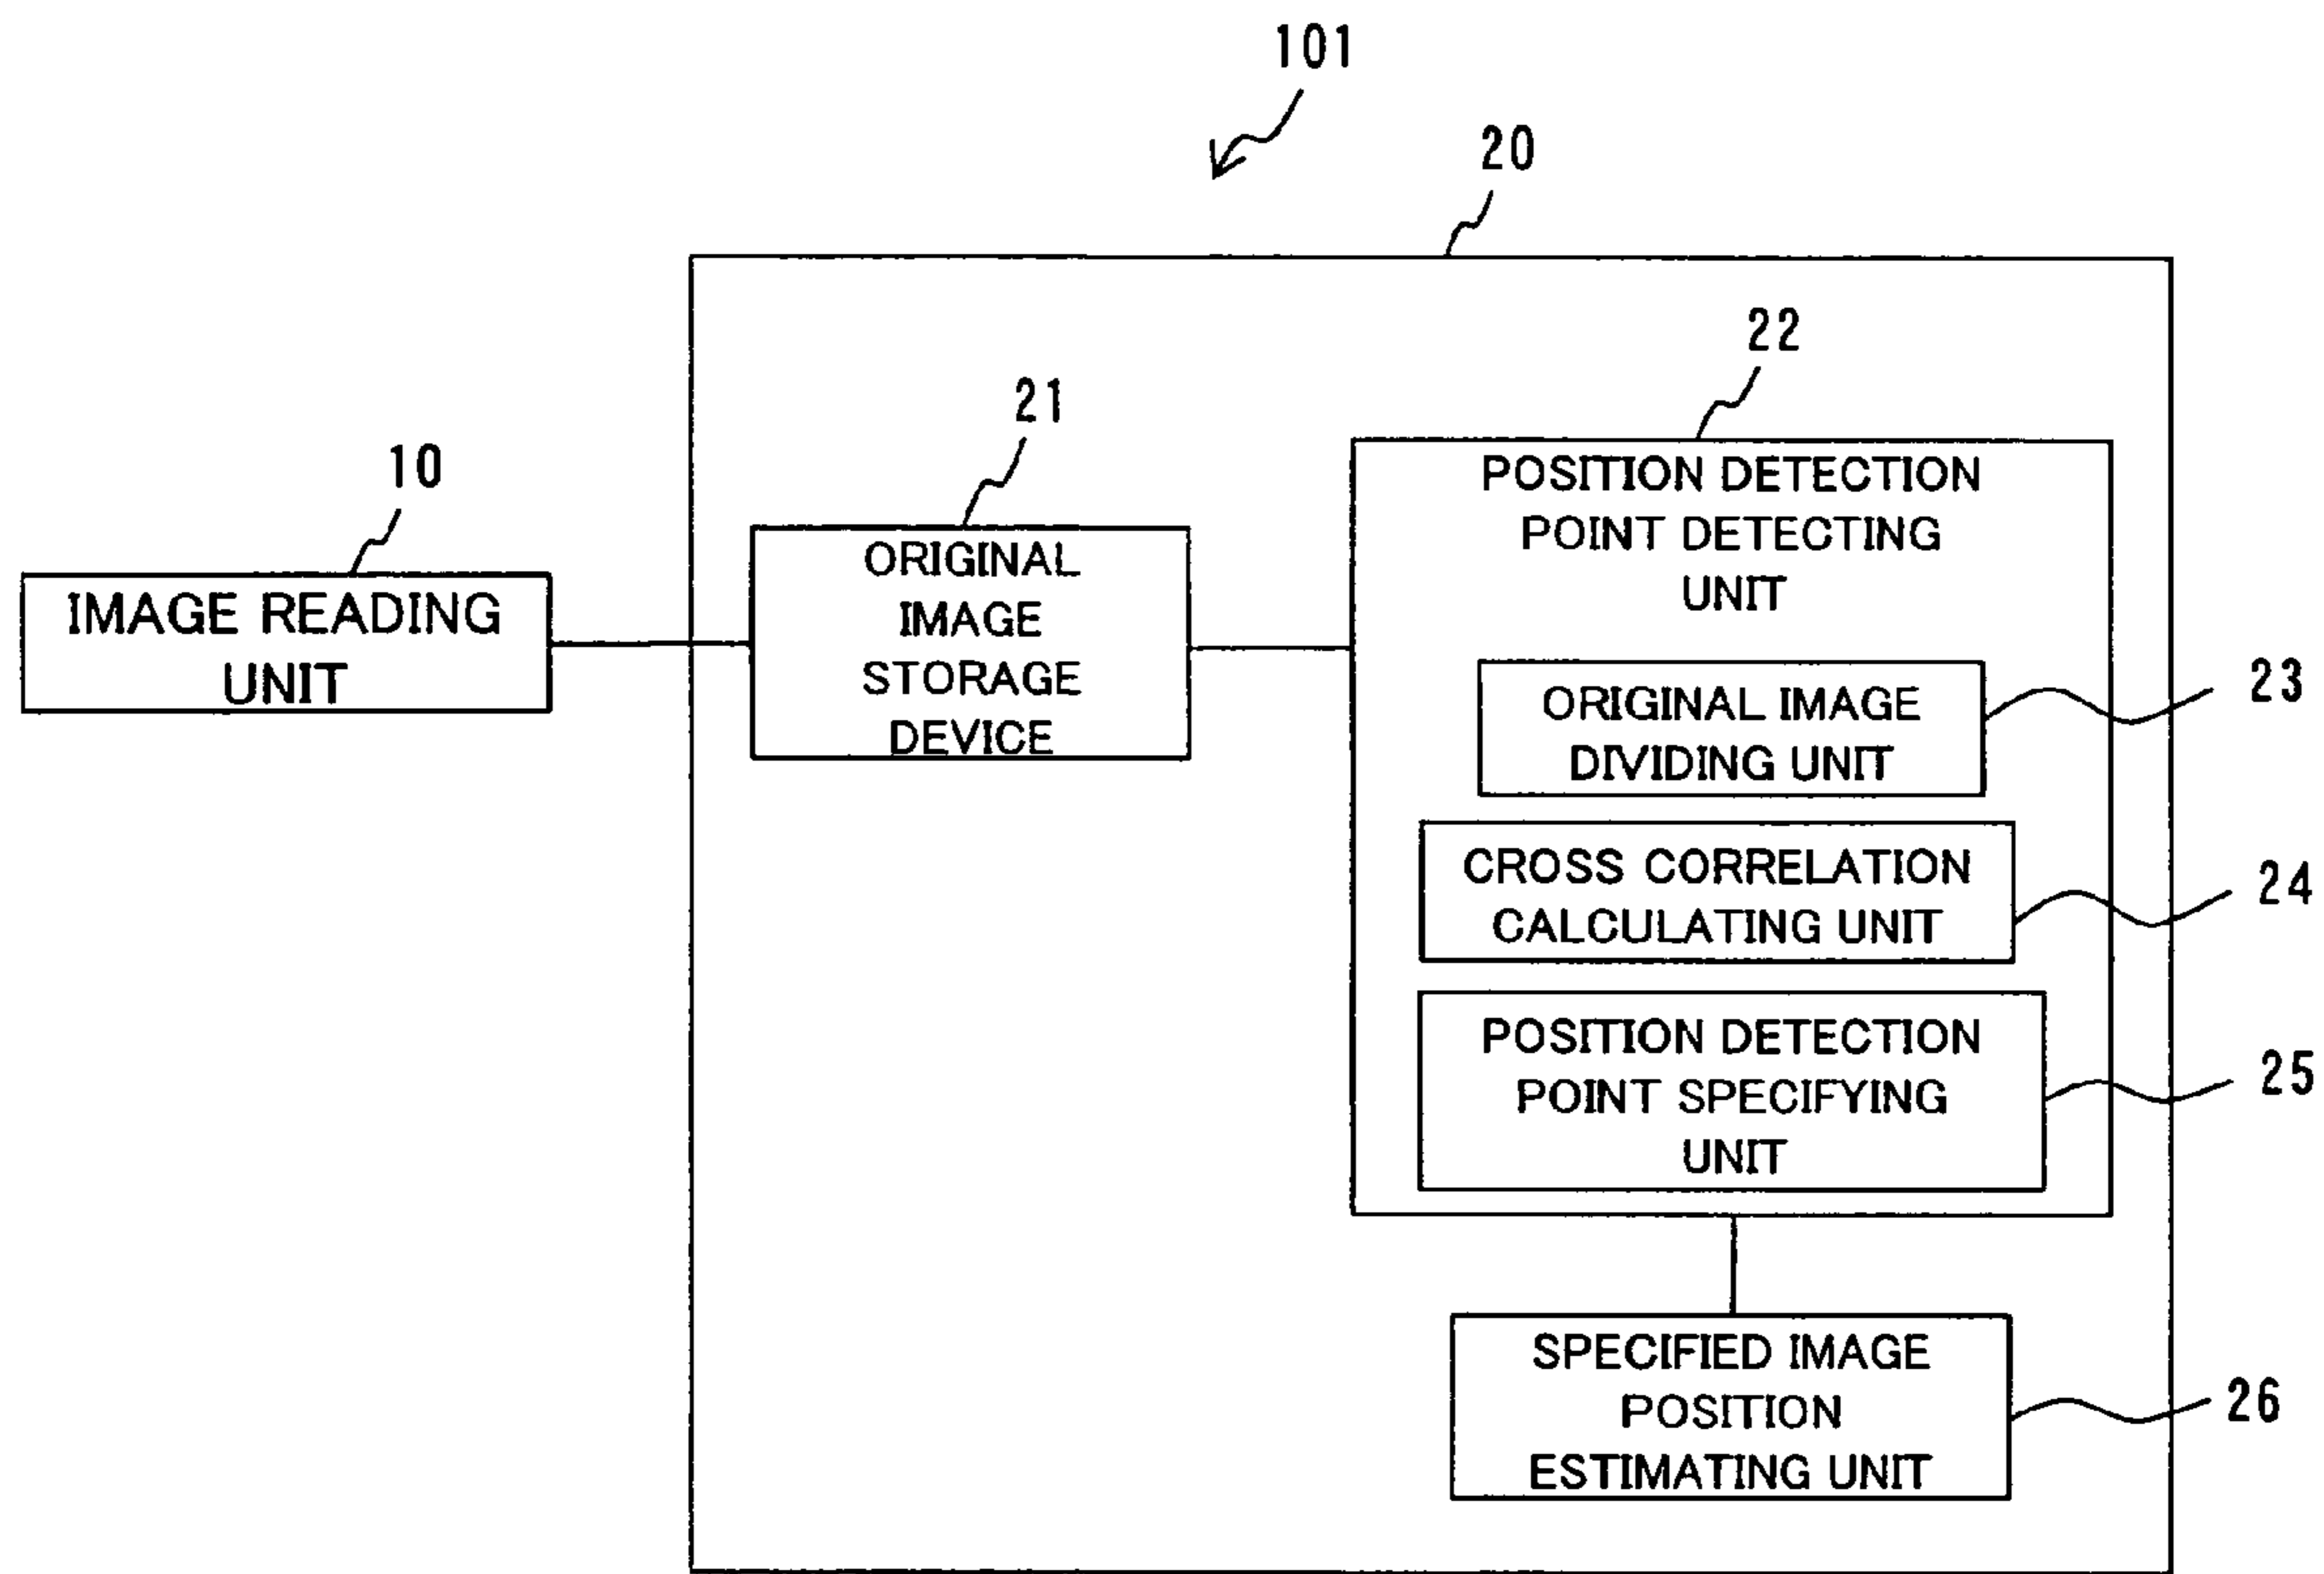 101
20
22
21
10
POSITION DETECTION
POINT DETECTING
UNIT
ORIGINAL
IMAGE
STORAGE
DEVICE
IMAGE READING
UNIT
23
ORIGINAL IMAGE
DIVIDING UNIT
24
CROSS CORRELATION
CALCULATING UNIT
25
POSITION DETECTION
POINT SPECIFYING
UNIT
SPECIFIED IMAGE
POSITION
ESTIMATING UNIT
26